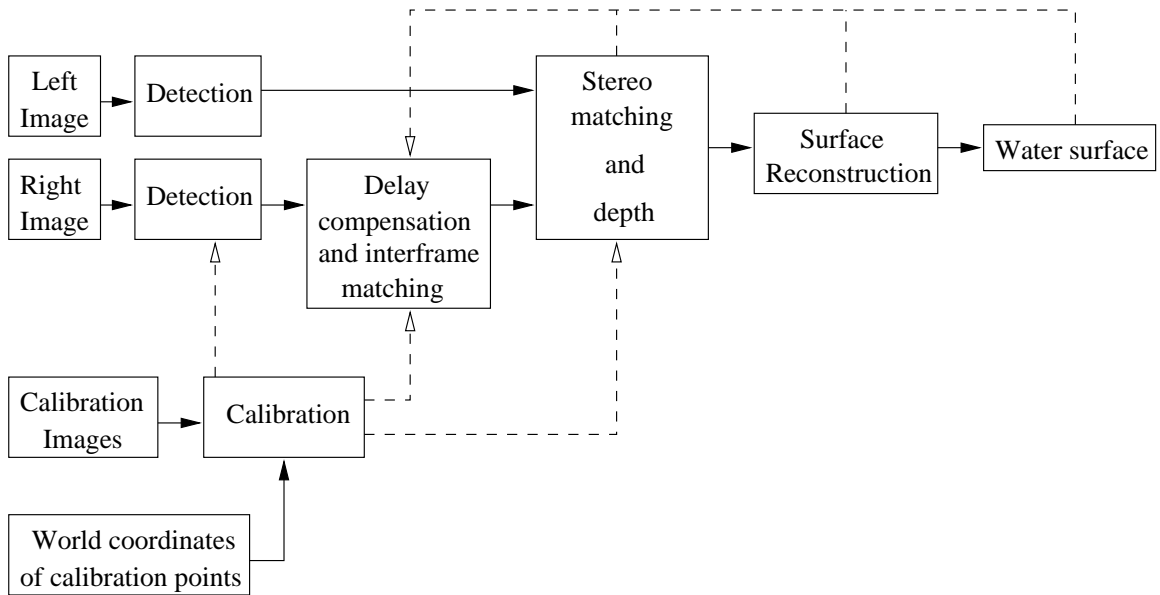 Left
Image
Detection
Stereo
matching
and
depth
Right
Image
Detection
Delay
compensation
and interframe
matching
Surface
Reconstruction
Water surface
Calibration
Images
Calibration
World coordinates
of calibration points